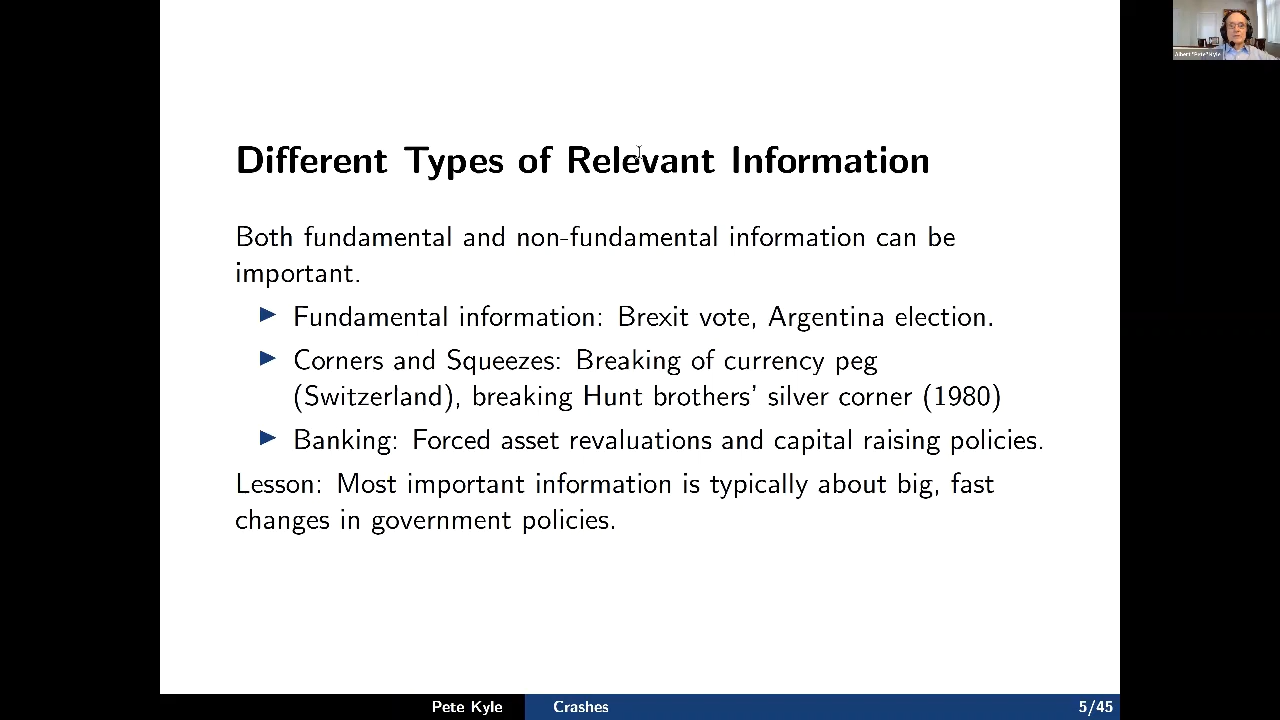 Albert "Pete" Kyle
Different Types of Relevant Information
Both fundamental and non-fundamental information can be
important.
Fundamental information: Brexit vote, Argentina election.
Corners and Squeezes: Breaking of currency peg
(Switzerland), breaking Hunt brothers' silver corner (1980)
Banking: Forced asset revaluations and capital raising policies.
Lesson: Most important information is typically about big, fast
changes in government policies.
Pete Kyle
Crashes
5/45